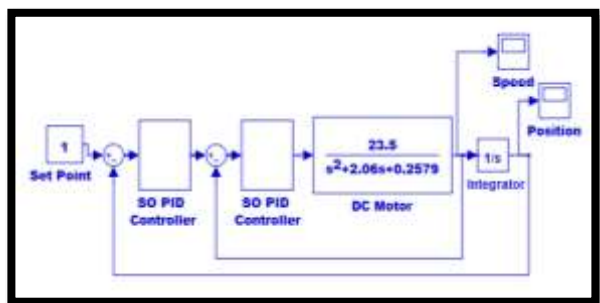 Speed
Position
1
Set Point
+
-
SO PID
Controller
+
-
SO PID
Controller
23.5
s²+2.06s+0.2579
DC Motor
1/s
Integrator